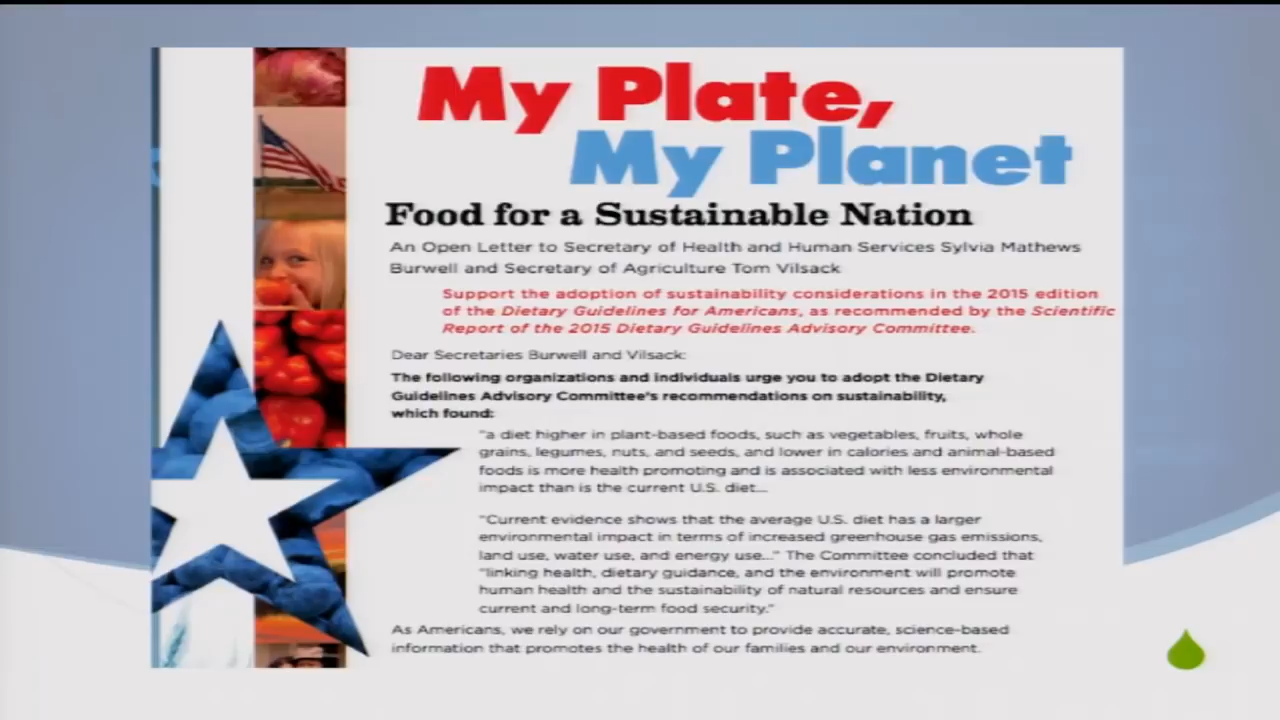 My Plate,
My Planet
Food for a Sustainable Nation
An Open Letter to Secretary of Health and Human Services Sylvia Mathews
Burwell and Secretary of Agriculture Tom Vilsack
Support the adoption of sustainability considerations in the 2015 edition
of the Dietary Guidelines for Americans, as recommended by the Scientific
Report of the 2015 Dietary Guidelines Advisory Committee.
Dear Secretaries Burwell and Vilsack:
The following organizations and individuals urge you to adopt the Dietary
Guidelines Advisory Committee's recommendations on sustainability,
which found:
"a diet higher in plant-based foods, such as vegetables, fruits, whole
grains, legumes, nuts, and seeds, and lower in calories and animal-based
foods is more health promoting and is associated with less environmental
impact than is the current U.S. diet...
"Current evidence shows that the average U.S. diet has a larger
environmental impact in terms of increased greenhouse gas emissions,
land use, water use, and energy use..." The Committee concluded that
"linking health, dietary guidance, and the environment will promote
human health and the sustainability of natural resources and ensure
current and long-term food security."
As Americans, we rely on our government to provide accurate, science-based
information that promotes the health of our families and our environment.